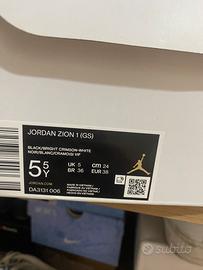 JORDAN ZION 1 (GS)
BLACK/BRIGHT CRIMSON-WHITE
NOIR/BLANC/CRAMOISI VIF
5.5Y
UK 5
CM 24
BR 36
EUR 38
JORDAN.COM
DA3131 006
subito